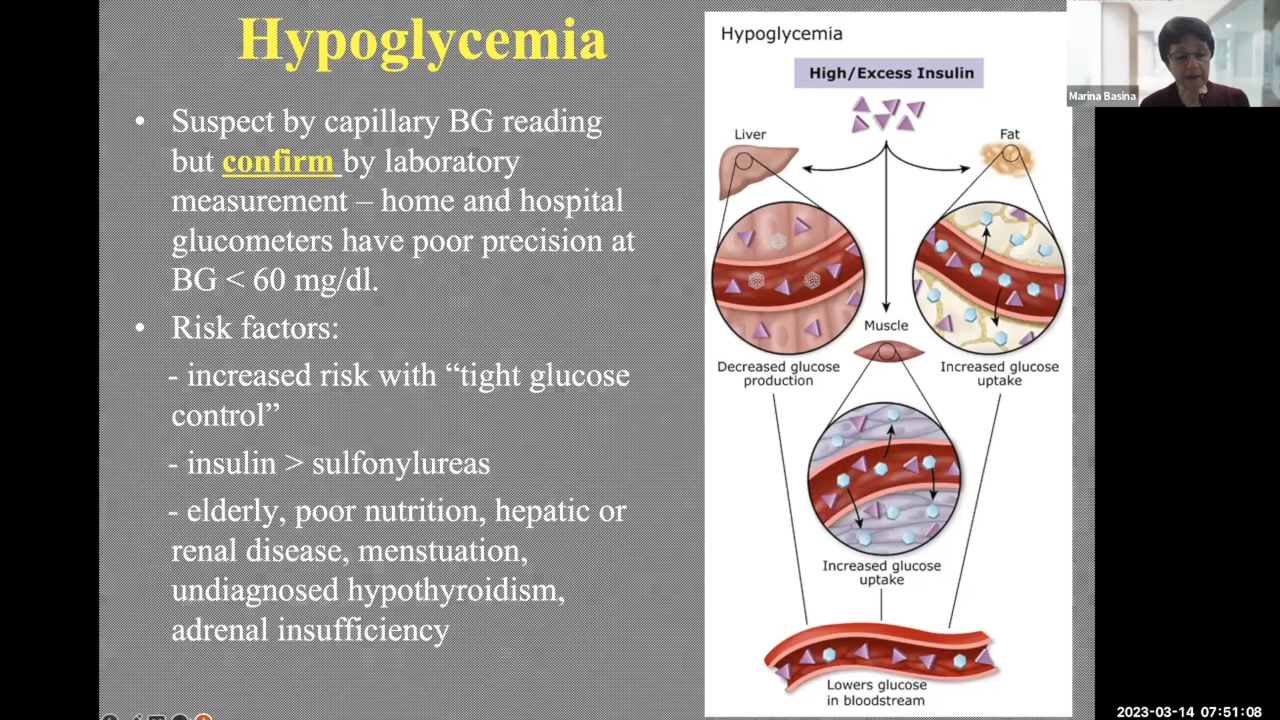 Hypoglycemia
• Suspect by capillary BG reading
but confirm by laboratory
measurement – home and hospital
glucometers have poor precision at
BG < 60 mg/dl.
• Risk factors:
- increased risk with “tight glucose
control”
- insulin > sulfonylureas
- elderly, poor nutrition, hepatic or
renal disease, menstuation,
undiagnosed hypothyroidism,
adrenal insufficiency
Hypoglycemia
High/Excess Insulin
Liver
Fat
Muscle
Decreased glucose
production
Increased glucose
uptake
Increased glucose
uptake
Lowers glucose
in bloodstream
Marina Basina
2023-03-14 07:51:08